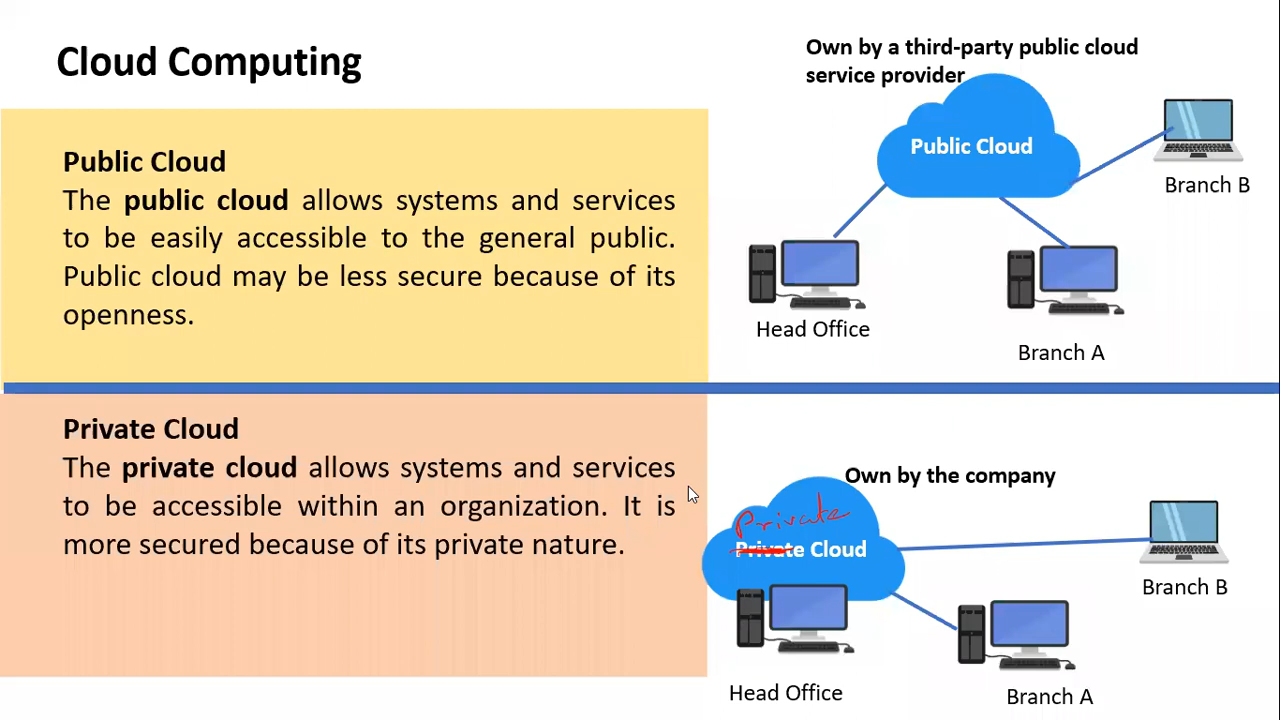 Cloud Computing
Public Cloud
The public cloud allows systems and services
to be easily accessible to the general public.
Public cloud may be less secure because of its
openness.
Own by a third-party public cloud
service provider
Public Cloud
Branch B
Head Office
Branch A
Private Cloud
The private cloud allows systems and services
to be accessible within an organization. It is
more secured because of its private nature.
Own by the company
Private
Private Cloud
Branch B
Head Office
Branch A